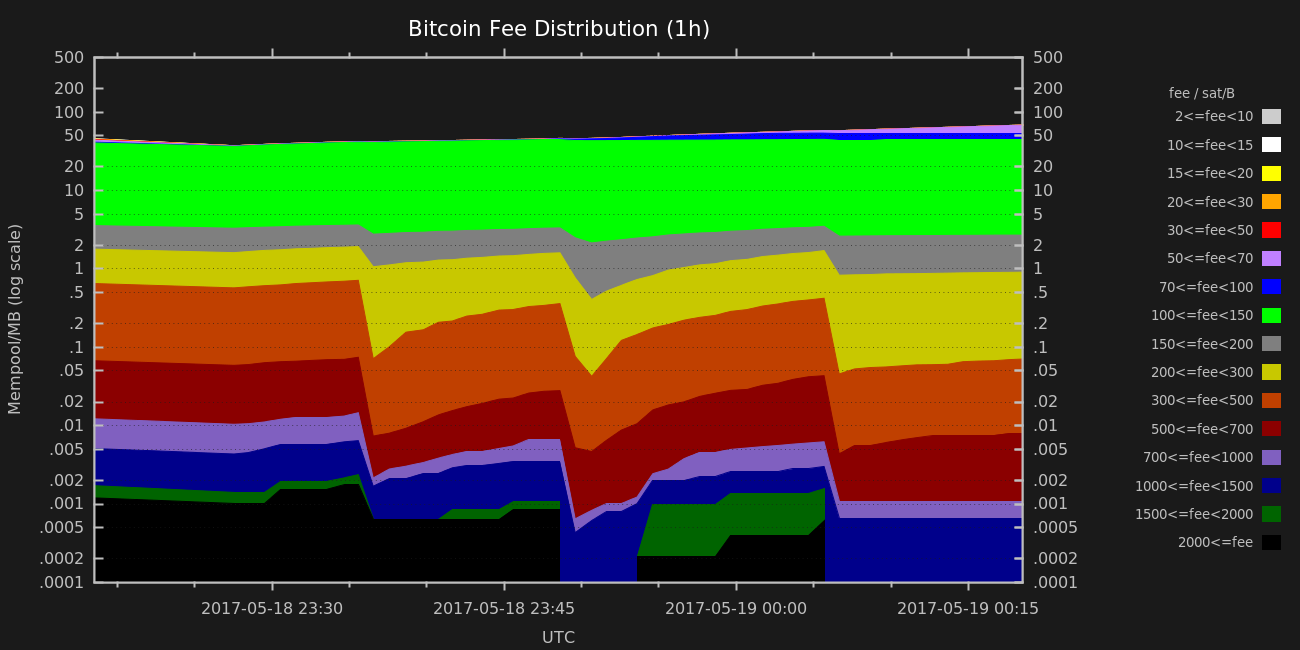 Bitcoin Fee Distribution (1h)
Mempool/MB (log scale)
500
200
100
50
20
10
5
2
1
.5
.2
.1
.05
.02
.01
.005
.002
.001
.0005
.0002
.0001
500
200
100
50
20
10
5
2
1
.5
.2
.1
.05
.02
.01
.005
.002
.001
.0005
.0002
.0001
2017-05-18 23:30
2017-05-18 23:45
2017-05-19 00:00
2017-05-19 00:15
UTC
fee / sat/B
2<=fee<10
10<=fee<15
15<=fee<20
20<=fee<30
30<=fee<50
50<=fee<70
70<=fee<100
100<=fee<150
150<=fee<200
200<=fee<300
300<=fee<500
500<=fee<700
700<=fee<1000
1000<=fee<1500
1500<=fee<2000
2000<=fee